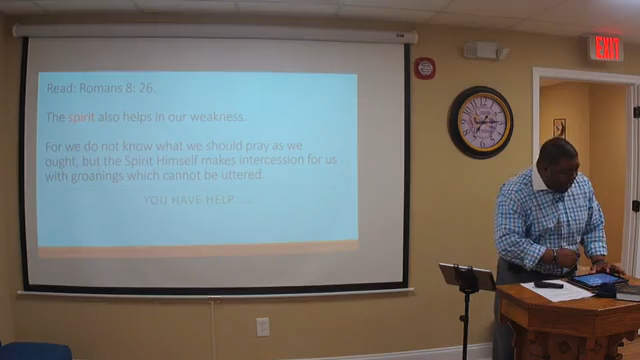 Read: Romans 8: 26.
The spirit also helps in our weakness.
For we do not know what we should pray as we
ought, but the Spirit Himself makes intercession for us
with groanings which cannot be uttered.
YOU HAVE HELP.....
EXIT